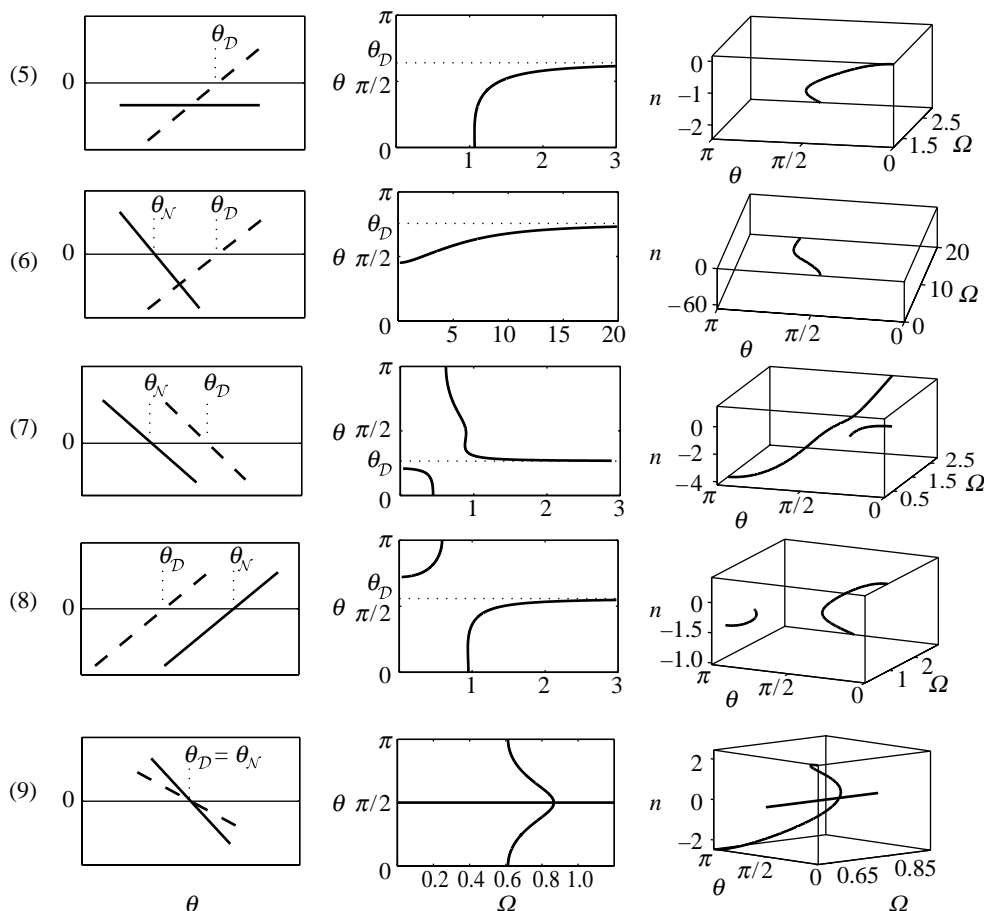 (5) 0 θ_D π θ_D θ π/2 0 1 2 3 0 n −1 −2 π θ π/2 0 1.5 2.5 Ω
(6) 0 θ_N θ_D π θ_D θ π/2 0 5 10 15 20 n 0 −60 π θ π/2 0 0 10 20 Ω
(7) 0 θ_N θ_D π θ π/2 θ_D 0 1 2 3 n 0 −2 −4 π θ π/2 0 0.5 1.5 2.5 Ω
(8) 0 θ_D θ_N π θ_D θ π/2 0 1 2 3 n 0 −1.5 −1.0 π θ π/2 0 1 2 Ω
(9) 0 θ_D = θ_N π θ π/2 0 0.2 0.4 0.6 0.8 1.0 n 2 0 −2 π θ π/2 0 0.65 0.85 Ω
θ Ω